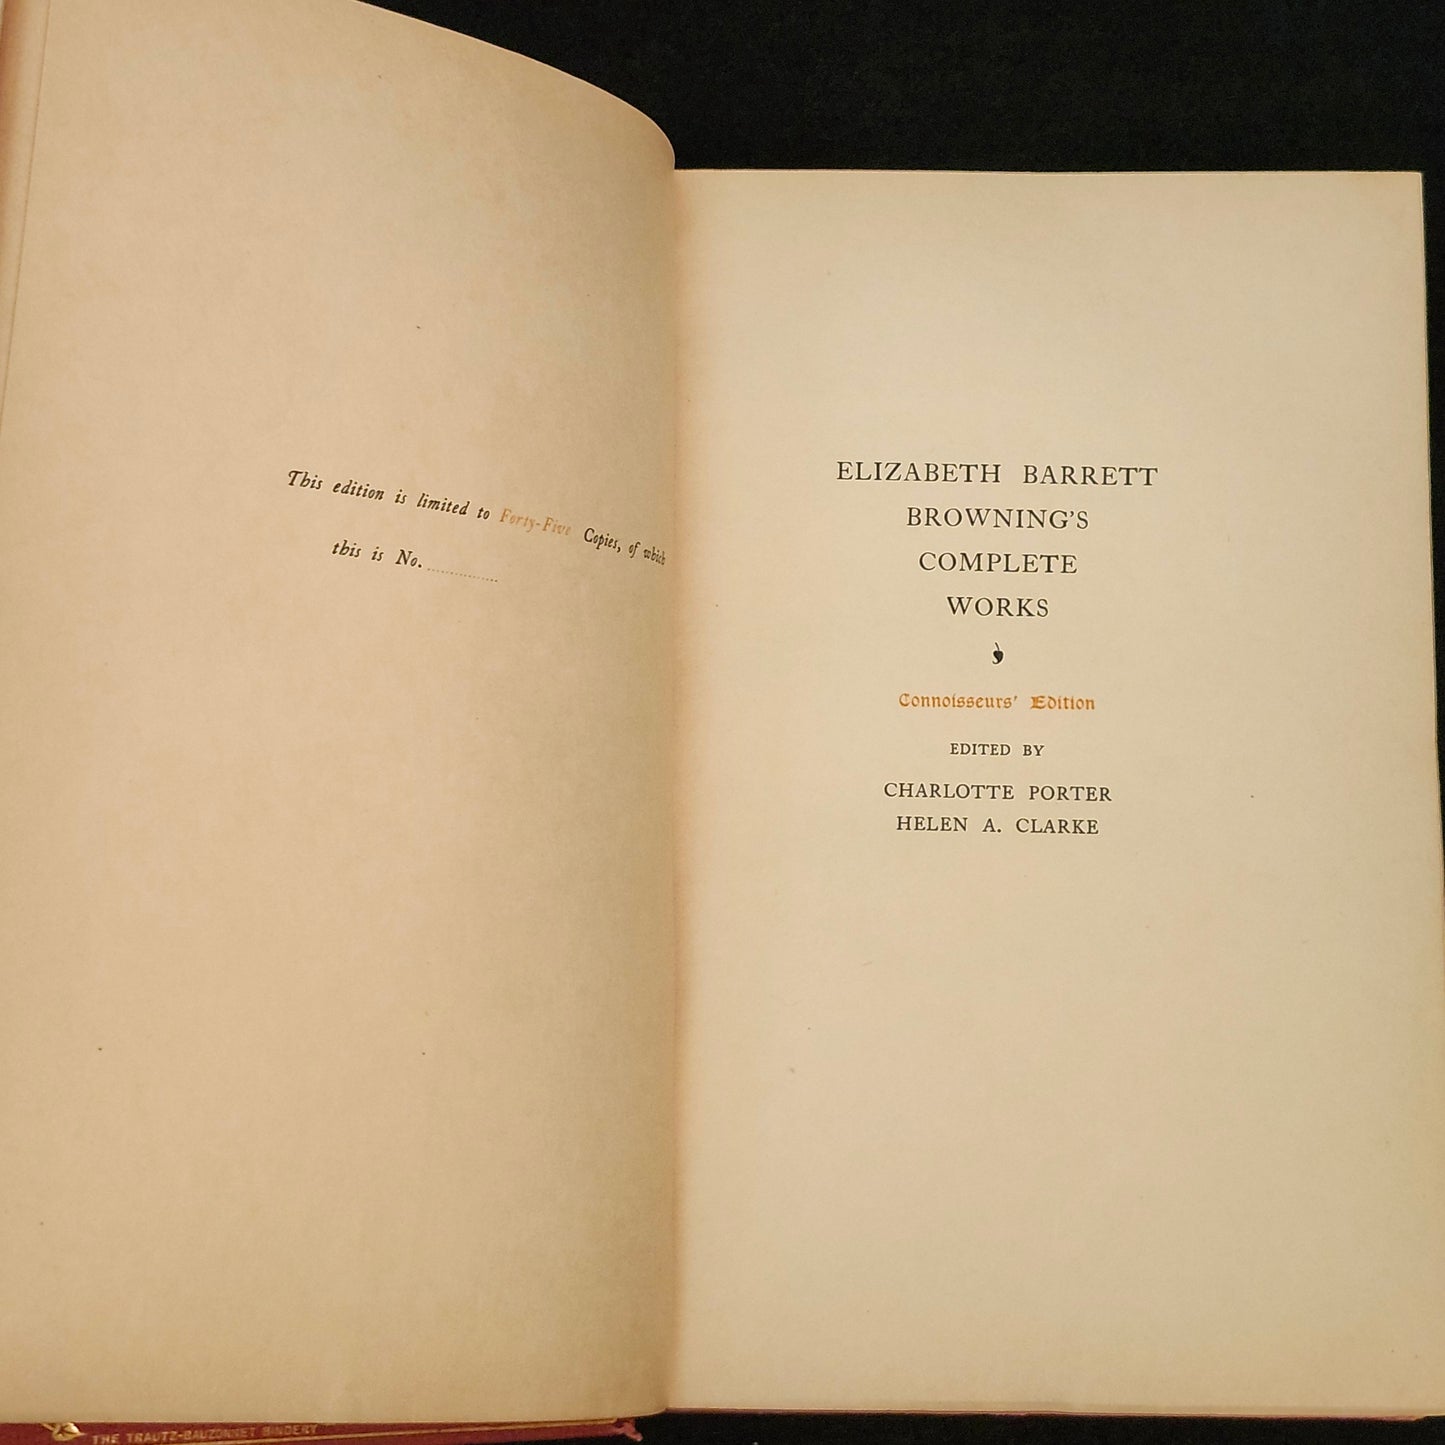 This edition is limited to Forty-Five Copies, of which
this is No. ...............
ELIZABETH BARRETT
BROWNING'S
COMPLETE
WORKS
Connoisseurs' Edition
EDITED BY
CHARLOTTE PORTER
HELEN A. CLARKE
THE TRAUTZ-BAUZONNET BINDERY